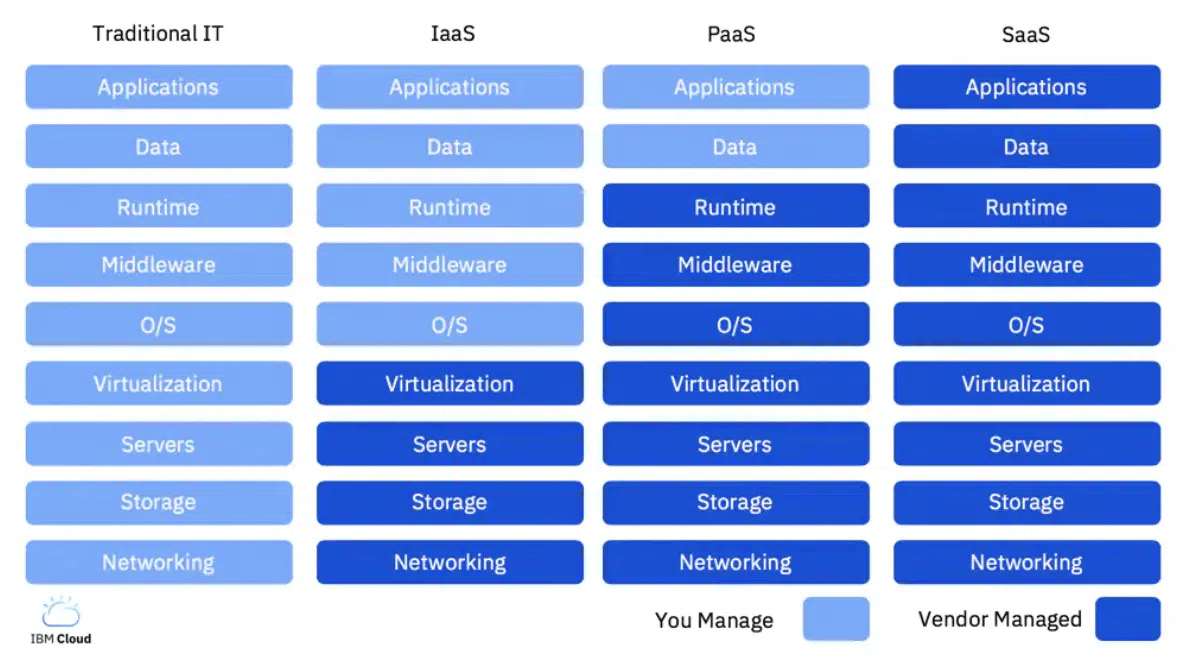 Traditional IT IaaS PaaS SaaS
Applications Applications Applications Applications
Data Data Data Data
Runtime Runtime Runtime Runtime
Middleware Middleware Middleware Middleware
O/S O/S O/S O/S
Virtualization Virtualization Virtualization Virtualization
Servers Servers Servers Servers
Storage Storage Storage Storage
Networking Networking Networking Networking
You Manage Vendor Managed
IBM Cloud